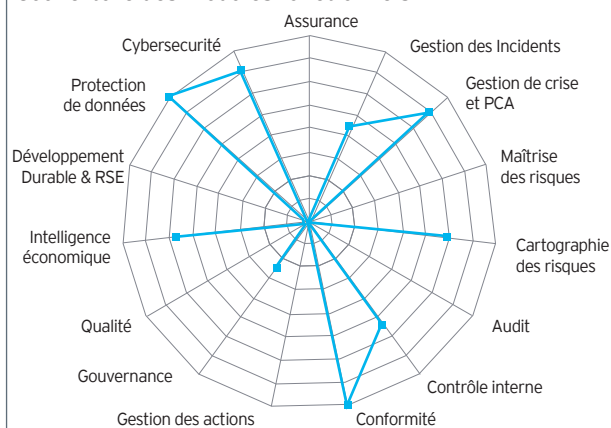 Assurance
Gestion des Incidents
Gestion de crise
et PCA
Maîtrise
des risques
Cartographie
des risques
Audit
Contrôle interne
Conformité
Gestion des actions
Gouvernance
Qualité
Intelligence
économique
Développement
Durable & RSE
Protection
de données
Cybersecurité